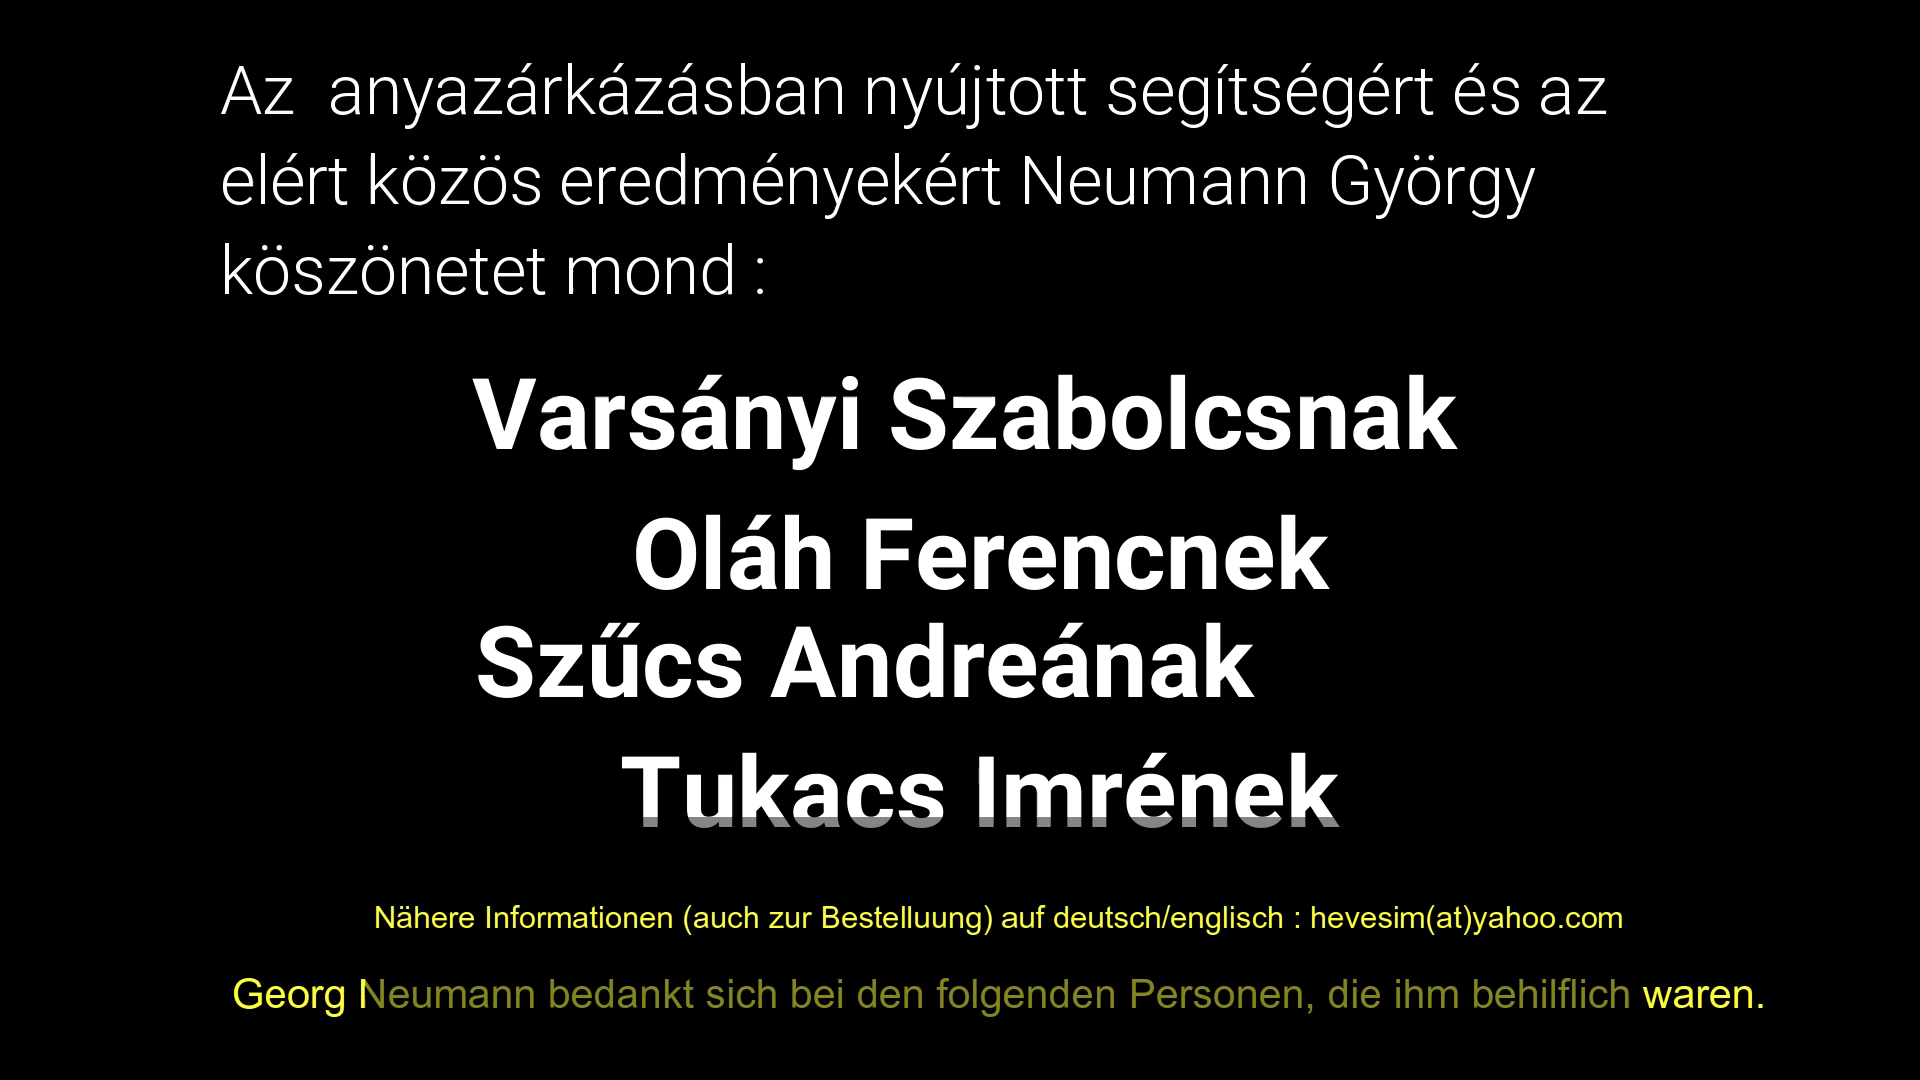 Az  anyazárkázásban nyújtott segítségért és az
elért közös eredményekért Neumann György
köszönetet mond :
Varsányi Szabolcsnak
Oláh Ferencnek
Szűcs Andreának
Tukacs Imrének
Nähere Informationen (auch zur Bestelluung) auf deutsch/englisch : hevesim(at)yahoo.com
Georg Neumann bedankt sich bei den folgenden Personen, die ihm behilflich waren.